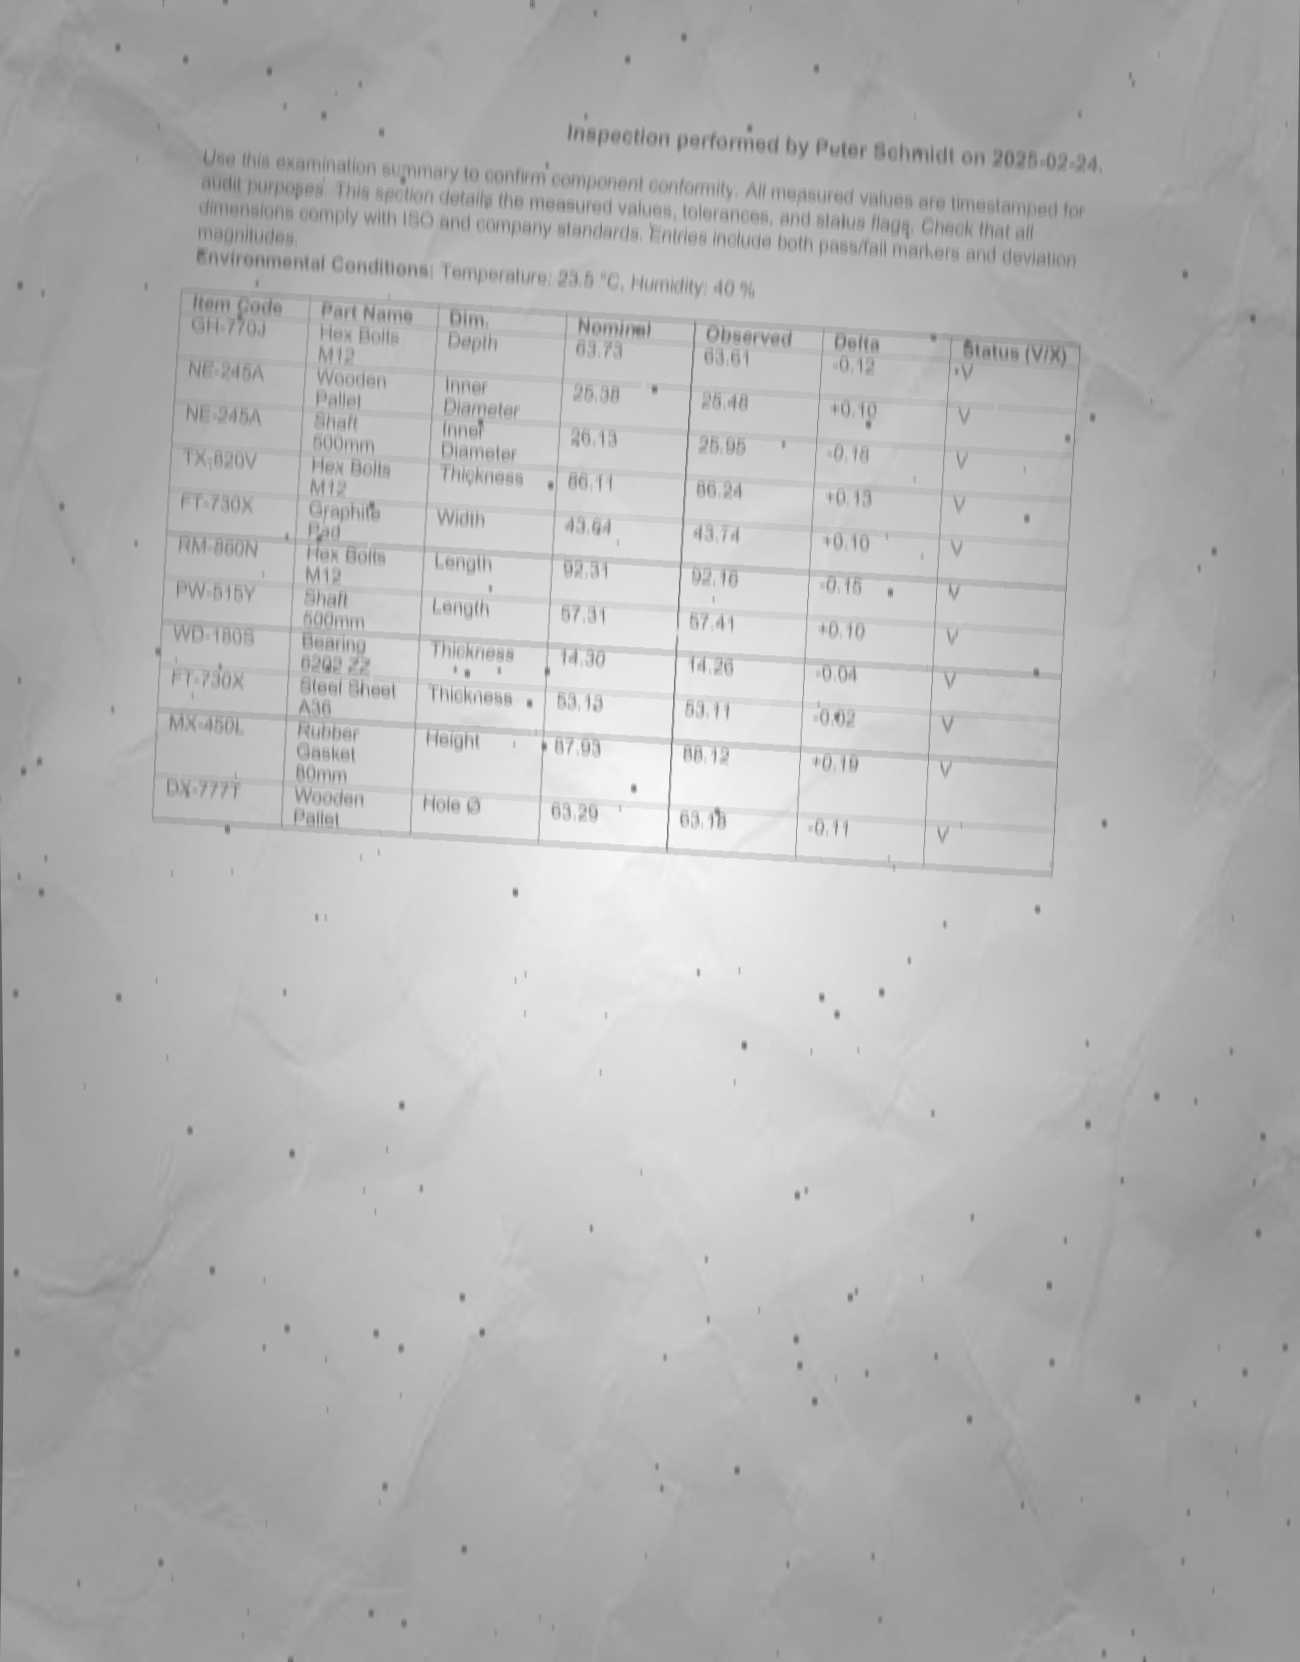 Inspection performed by Peter Schmidt on 2025-02-24.
Use this examination summary to confirm component conformity. All measured values are timestamped for
audit purposes. This section details the measured values, tolerances, and status flags. Check that all
dimensions comply with ISO and company standards. Entries include both pass/fail markers and deviation
magnitudes.
Environmental Conditions: Temperature: 23.5 °C, Humidity: 40 %
Item Code Part Name Dim. Nominal Observed Delta Status (V/X)
GH-770J Hex Bolts M12 Depth 63.73 63.61 -0.12 V
NE-245A Wooden Pallet Inner Diameter 25.38 25.48 +0.10 V
NE-245A Shaft 500mm Inner Diameter 26.13 25.95 -0.18 V
TX-820V Hex Bolts M12 Thickness 86.11 86.24 +0.13 V
FT-730X Graphite Pad Width 43.64 43.74 +0.10 V
RM-860N Hex Bolts M12 Length 92.31 92.16 -0.15 V
PW-515Y Shaft 500mm Length 57.31 57.41 +0.10 V
WD-180S Bearing 6202 ZZ Thickness 14.30 14.26 -0.04 V
FT-730X Steel Sheet A36 Thickness 53.13 53.11 -0.02 V
MX-450L Rubber Gasket 80mm Height 87.93 88.12 +0.19 V
DX-777T Wooden Pallet Hole Ø 63.29 63.18 -0.11 V